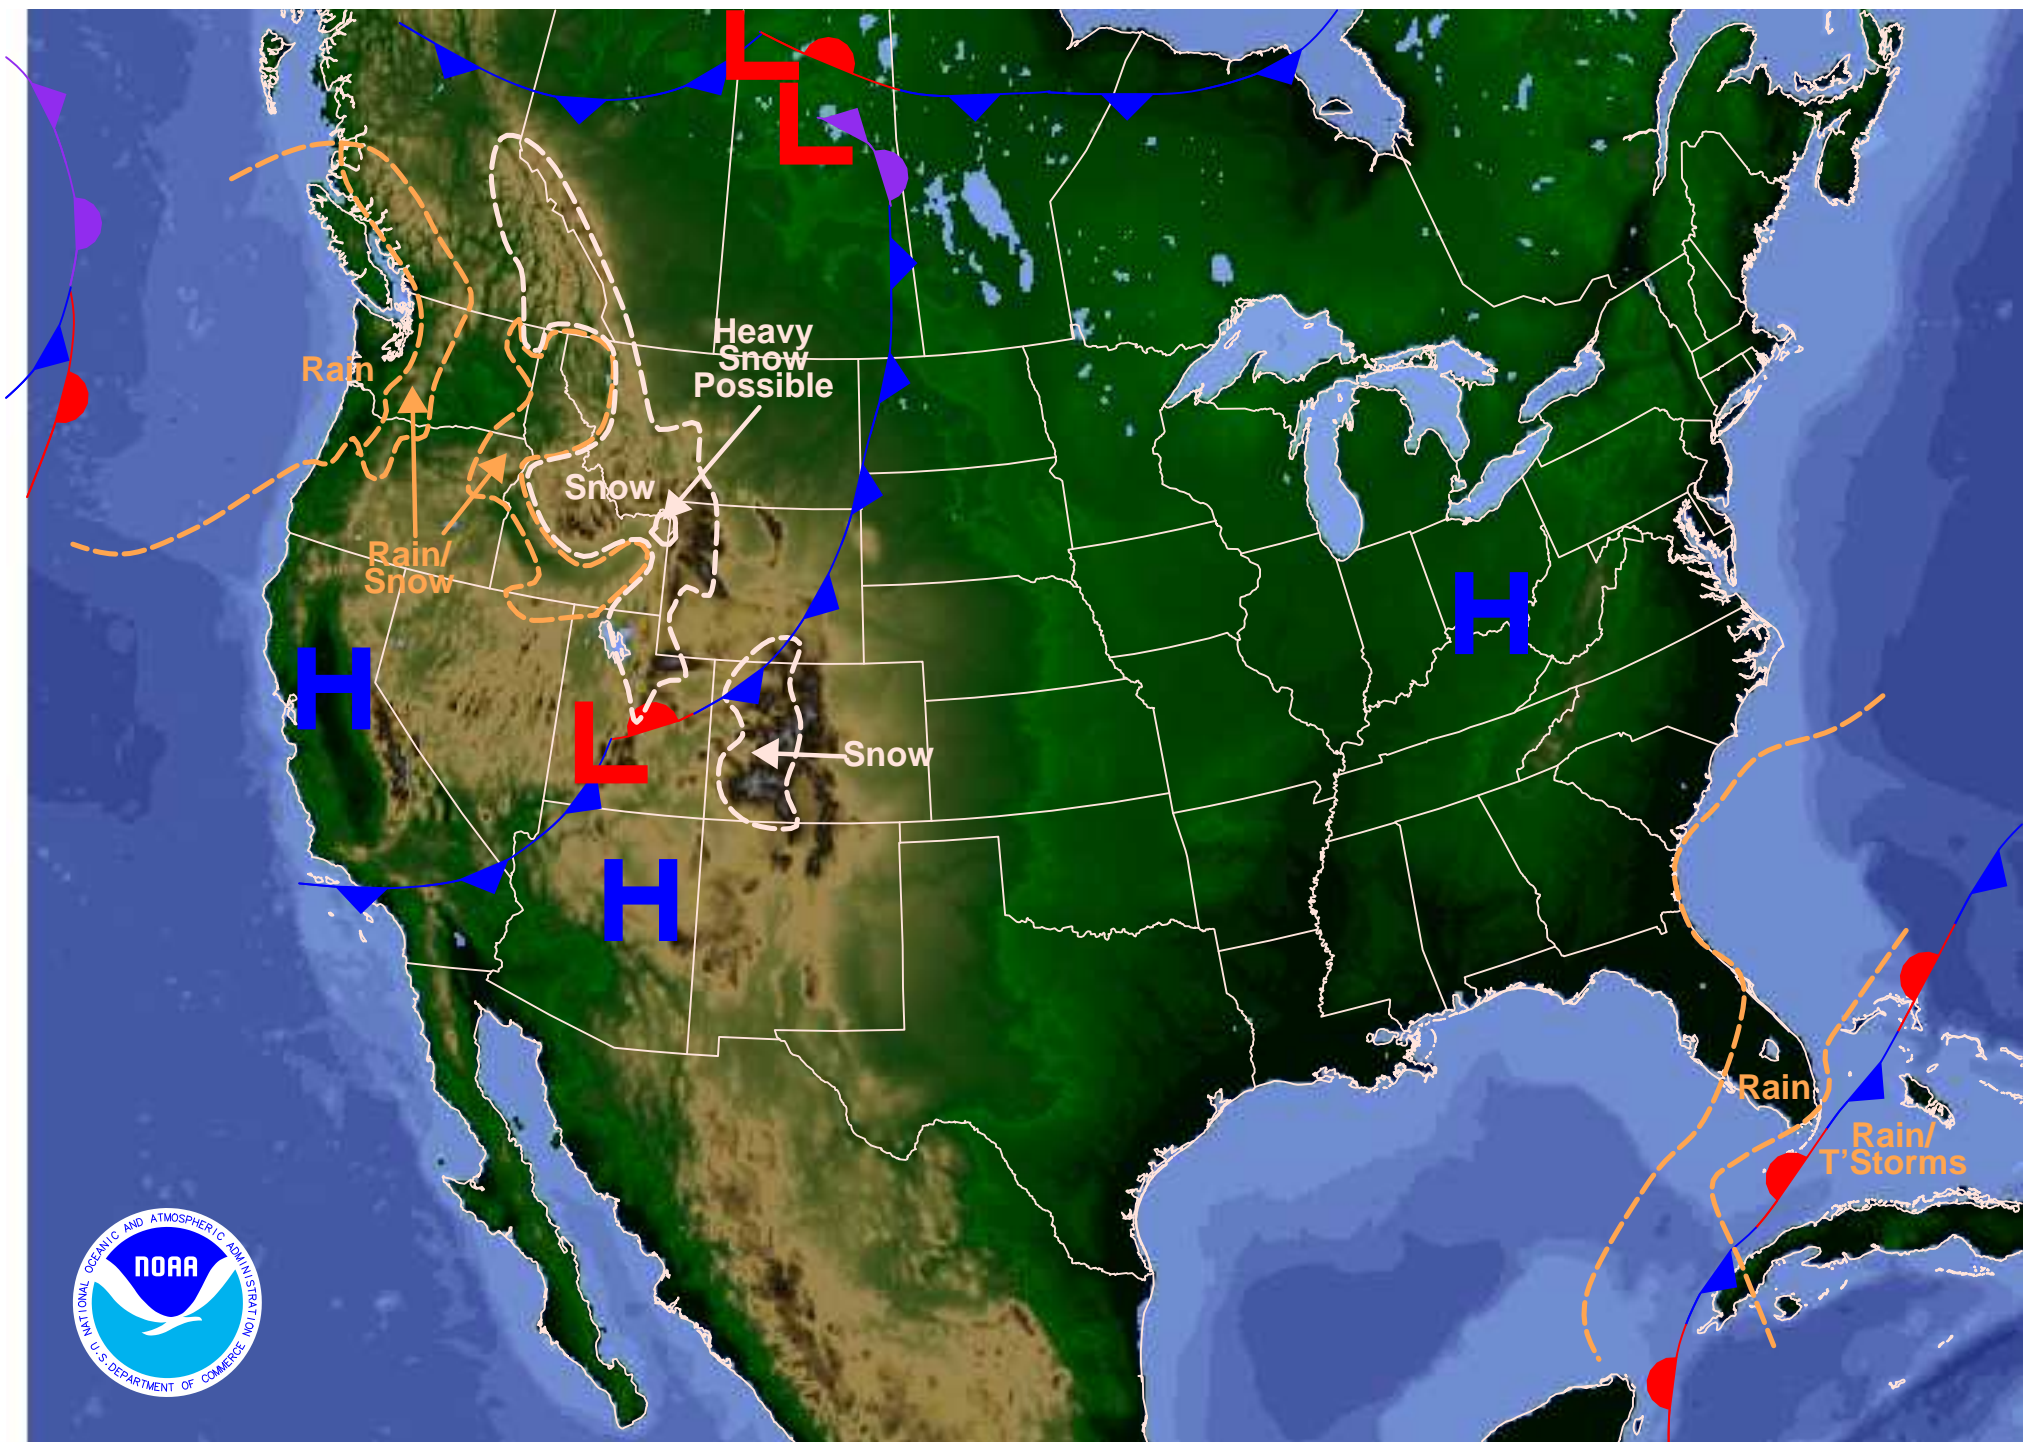 L
L
Heavy
Snow
Possible
Rain
Snow
Rain/
Snow
H
H
L
Snow
H
Rain
Rain/
T'Storms
NATIONAL OCEANIC AND ATMOSPHERIC ADMINISTRATION
NOAA
U.S. DEPARTMENT OF COMMERCE